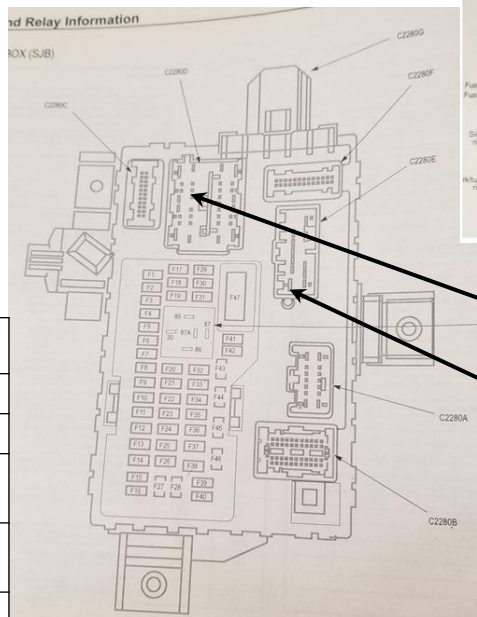 nd Relay Information
BOX (SJB)
C2280G
C2280D
C2280F
C2280C
C2280E
F1 F17 F29
F2 F18 F30
F3 F19 F31
F47
F4
85 87
F5
30 87A
F41
F6
86
F42
F7
F8 F20 F32 F43
F9 F21 F33
F10 F22 F34 F44
F11 F23 F35
F12 F24 F36 F45
F13 F25 F37
F14 F26 F38 F46
F15 F27 F28 F39
F16 F40
C2280A
C2280B
Fus
Fus